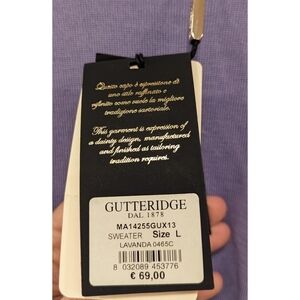 Questo capo è espressione di
uno stile raffinato e
rifinito come vuole la migliore
tradizione sartoriale.
This garment is expression of
a dainty design, manufactured
and finished as tailoring
tradition requires.
GUTTERIDGE
DAL 1878
MA14255GUX13
SWEATER Size L
LAVANDA 0465C
8 032089 453776
€ 69,00